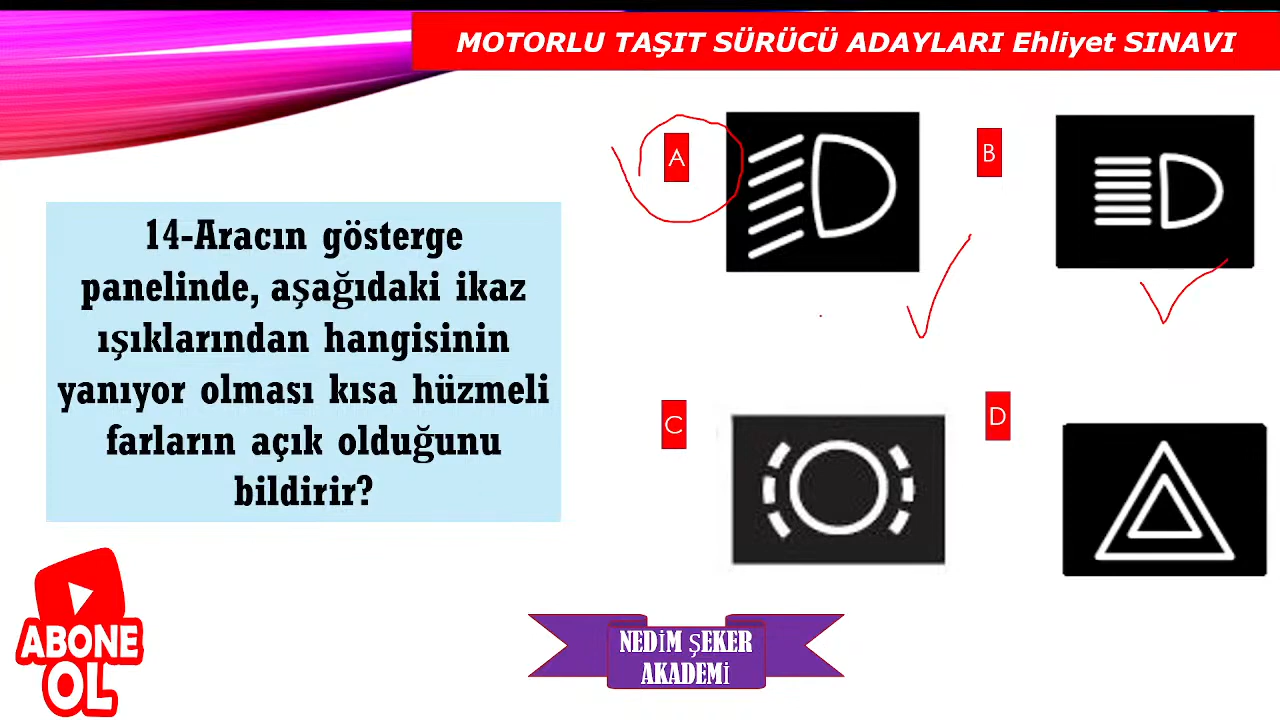 MOTORLU TAŞIT SÜRÜCÜ ADAYLARI Ehliyet SINAVI
A
B
14-Aracın gösterge
panelinde, aşağıdaki ikaz
ışıklarından hangisinin
yanıyor olması kısa hüzmeli
farların açık olduğunu
bildirir?
C
D
ABONE
OL
NEDİM ŞEKER
AKADEMİ